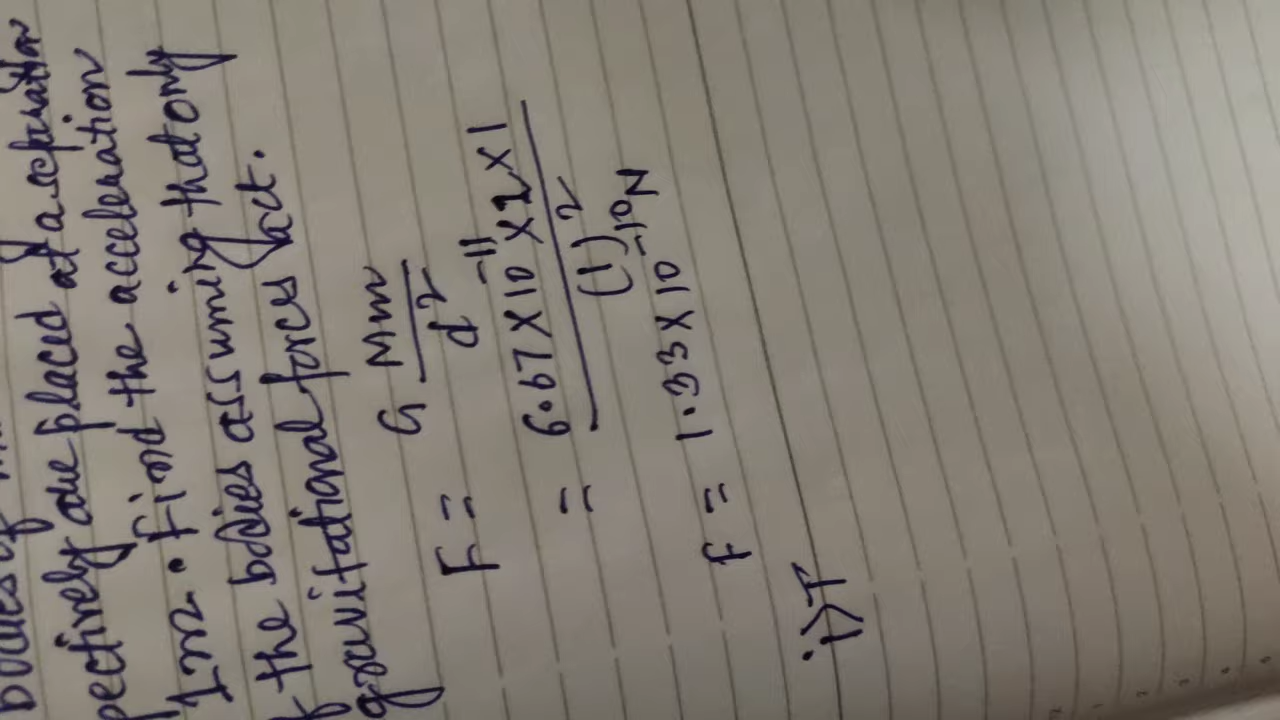 bodies of
pectively are placed at a separation
1m. Find the acceleration
f the bodies assuming that only
gravitational forces act.
F = G Mm / d²
= 6.67 × 10⁻¹¹ × 2 × 1 / (1)²
F = 1.33 × 10⁻¹⁰ N
i) T